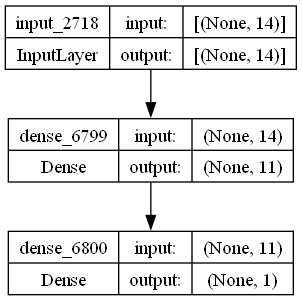 input_2718 input: [(None, 14)]
InputLayer output: [(None, 14)]
dense_6799 input: (None, 14)
Dense output: (None, 11)
dense_6800 input: (None, 11)
Dense output: (None, 1)